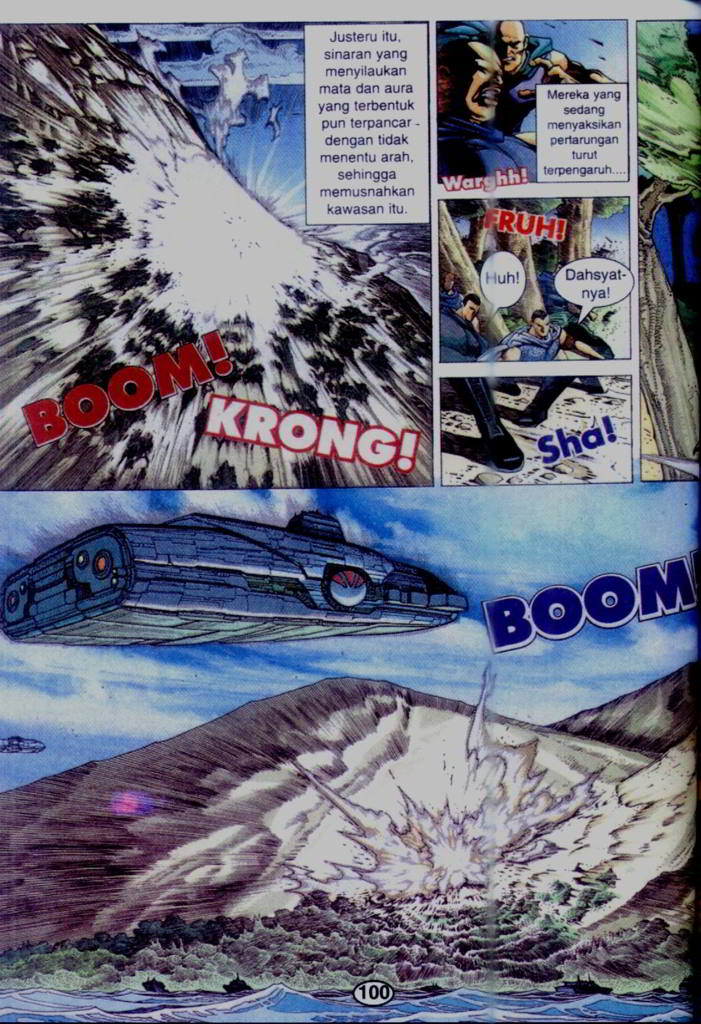 Justeru itu,
sinaran yang
menyilaukan
mata dan aura
yang terbentuk
pun terpancar
dengan tidak
menentu arah,
sehingga
memusnahkan
kawasan itu.
BOOM!
KRONG!
Mereka yang
sedang
menyaksikan
pertarungan
turut
terpengaruh....
Warghh!
FRUH!
Huh!
Dahsyat-
nya!
Sha!
BOOM!
100